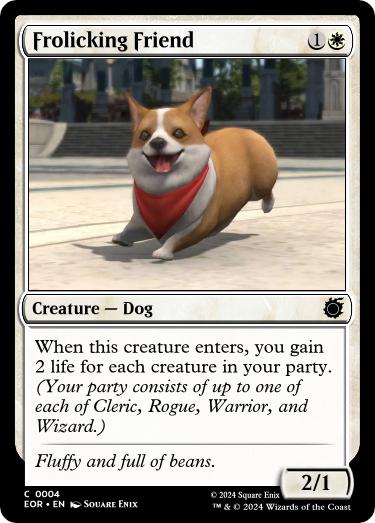 Frolicking Friend 1
Creature — Dog
When this creature enters, you gain
2 life for each creature in your party.
(Your party consists of up to one of
each of Cleric, Rogue, Warrior, and
Wizard.)
Fluffy and full of beans.
2/1
C 0004
EOR • EN Square Enix
© 2024 Square Enix
™ & © 2024 Wizards of the Coast